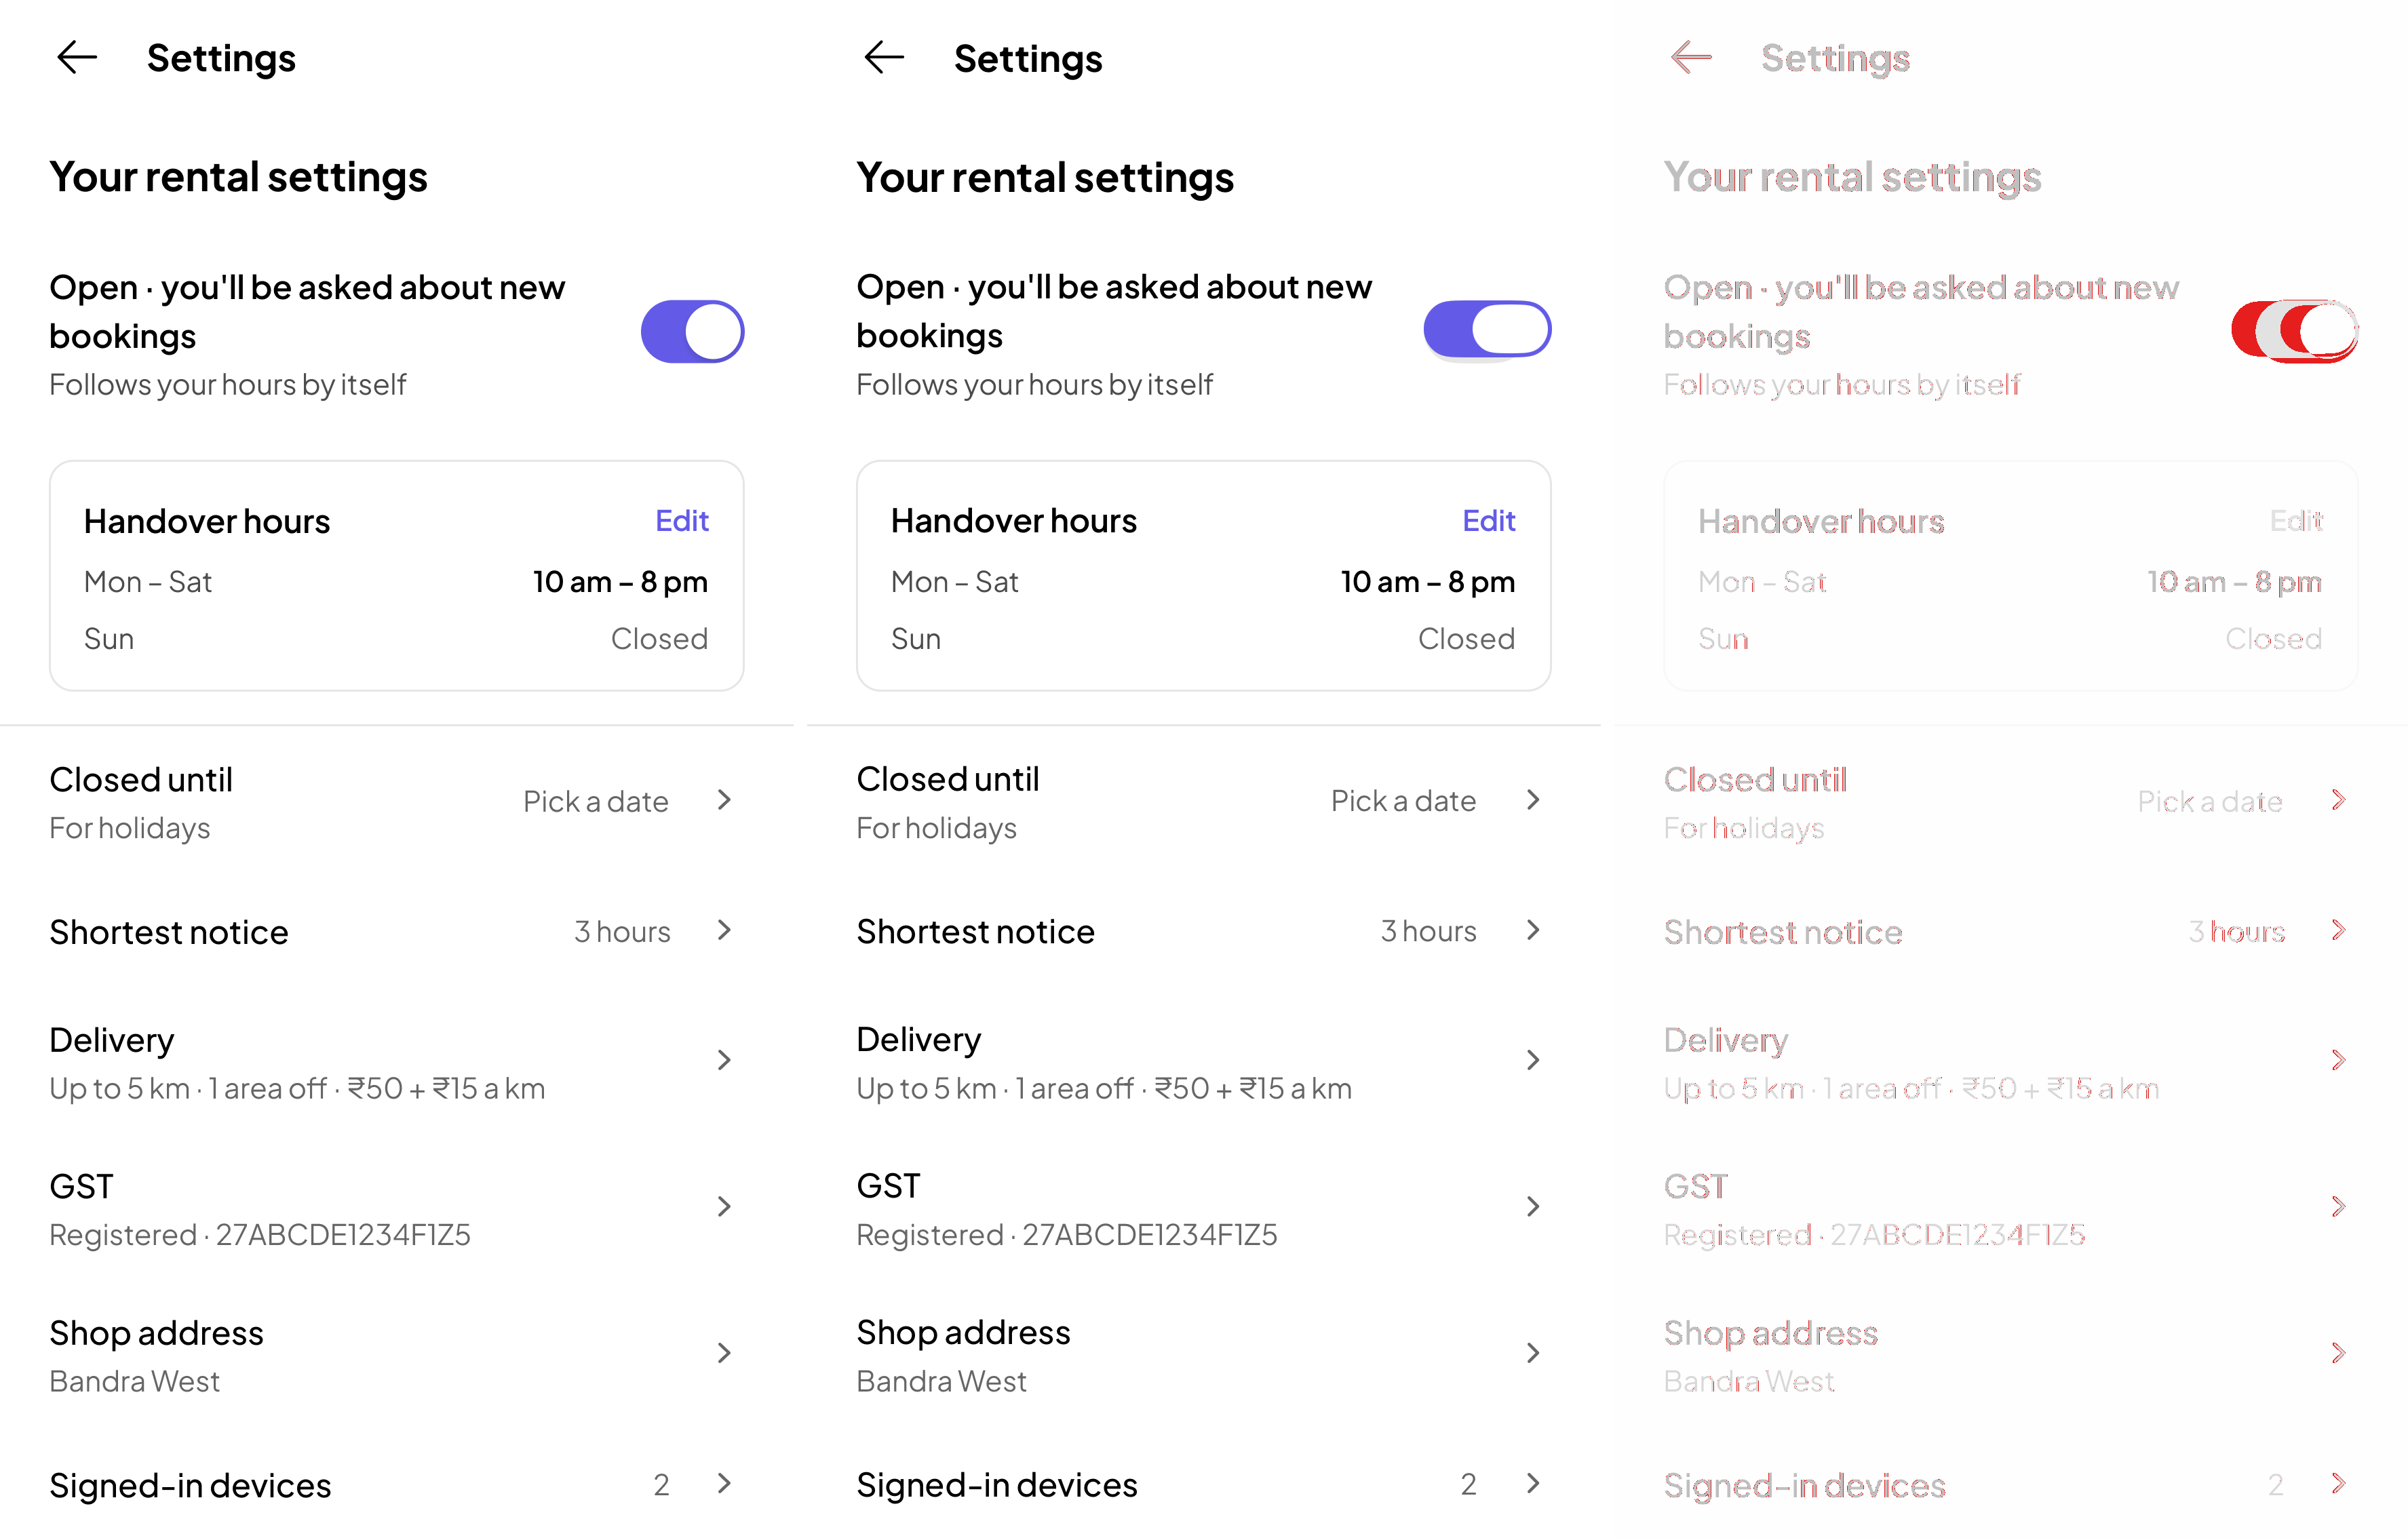 Settings
Your rental settings
Open · you'll be asked about new
bookings
Follows your hours by itself
Handover hours Edit
Mon – Sat 10 am – 8 pm
Sun Closed
Closed until Pick a date
For holidays
Shortest notice 3 hours
Delivery
Up to 5 km · 1 area off · ₹50 + ₹15 a km
GST
Registered · 27ABCDE1234F1Z5
Shop address
Bandra West
Signed-in devices 2
Settings
Your rental settings
Open · you'll be asked about new
bookings
Follows your hours by itself
Handover hours Edit
Mon – Sat 10 am – 8 pm
Sun Closed
Closed until Pick a date
For holidays
Shortest notice 3 hours
Delivery
Up to 5 km · 1 area off · ₹50 + ₹15 a km
GST
Registered · 27ABCDE1234F1Z5
Shop address
Bandra West
Signed-in devices 2
Settings
Your rental settings
Open · you'll be asked about new
bookings
Follows your hours by itself
Handover hours Edit
Mon – Sat 10 am – 8 pm
Sun Closed
Closed until Pick a date
For holidays
Shortest notice 3 hours
Delivery
Up to 5 km · 1 area off · ₹50 + ₹15 a km
GST
Registered · 27ABCDE1234F1Z5
Shop address
Bandra West
Signed-in devices 2